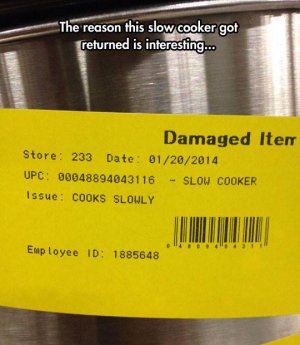 The reason this slow cooker got
returned is interesting...
Damaged Item
Store: 233 Date: 01/20/2014
UPC: 00048894043116 - SLOW COOKER
Issue: COOKS SLOWLY
Employee ID: 1885648